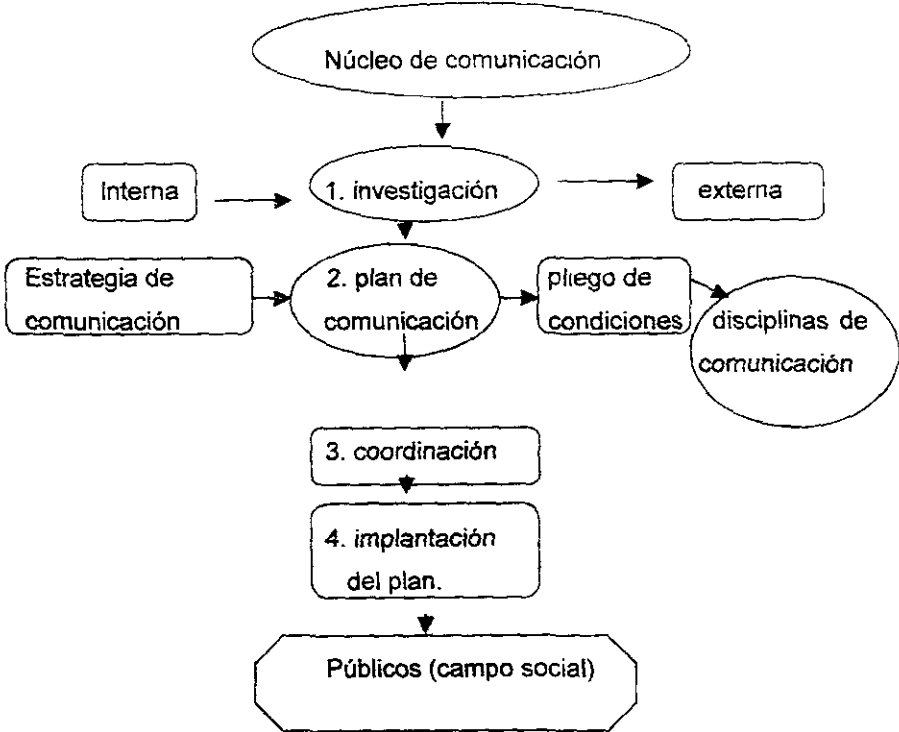 Núcleo de comunicación
Interna
1. investigación
externa
Estrategia de
comunicación
2. plan de
comunicación
pliego de
condiciones
disciplinas de
comunicación
3. coordinación
4. implantación
del plan.
Públicos (campo social)